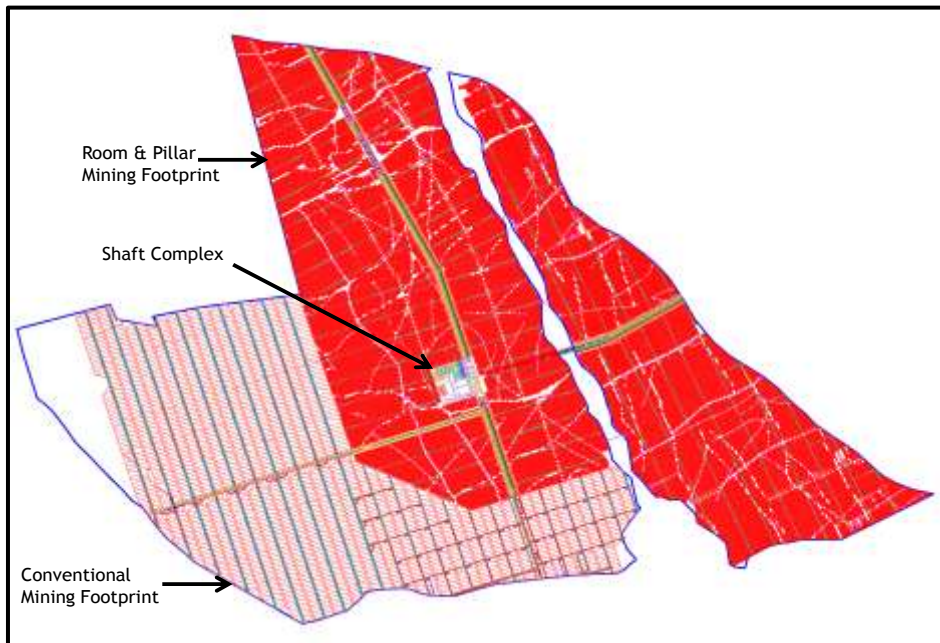 Room & Pillar
Mining Footprint
Shaft Complex
Conventional
Mining Footprint